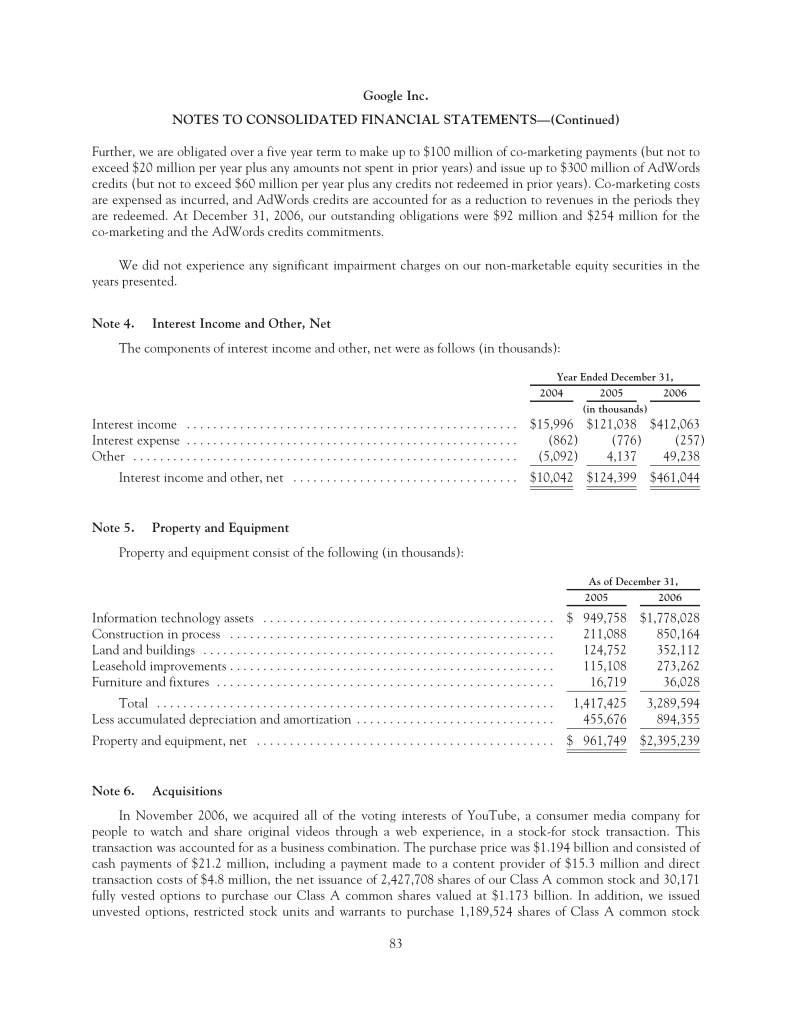 Google Inc.
NOTES TO CONSOLIDATED FINANCIAL STATEMENTS—(Continued)
Further, we are obligated over a five year term to make up to $100 million of co-marketing payments (but not to
exceed $20 million per year plus any amounts not spent in prior years) and issue up to $300 million of AdWords
credits (but not to exceed $60 million per year plus any credits not redeemed in prior years). Co-marketing costs
are expensed as incurred, and AdWords credits are accounted for as a reduction to revenues in the periods they
are redeemed. At December 31, 2006, our outstanding obligations were $92 million and $254 million for the
co-marketing and the AdWords credits commitments.
We did not experience any significant impairment charges on our non-marketable equity securities in the
years presented.
Note 4. Interest Income and Other, Net
The components of interest income and other, net were as follows (in thousands):
Year Ended December 31,
2004 2005 2006
(in thousands)
Interest income ................................................. $15,996 $121,038 $412,063
Interest expense ................................................. (862) (776) (257)
Other ......................................................... (5,092) 4,137 49,238
Interest income and other, net ................................. $10,042 $124,399 $461,044
Note 5. Property and Equipment
Property and equipment consist of the following (in thousands):
As of December 31,
2005 2006
Information technology assets ........................................... $ 949,758 $1,778,028
Construction in process ................................................ 211,088 850,164
Land and buildings .................................................... 124,752 352,112
Leasehold improvements ................................................ 115,108 273,262
Furniture and fixtures .................................................. 16,719 36,028
Total ........................................................... 1,417,425 3,289,594
Less accumulated depreciation and amortization ............................. 455,676 894,355
Property and equipment, net ............................................ $ 961,749 $2,395,239
Note 6. Acquisitions
In November 2006, we acquired all of the voting interests of YouTube, a consumer media company for
people to watch and share original videos through a web experience, in a stock-for stock transaction. This
transaction was accounted for as a business combination. The purchase price was $1.194 billion and consisted of
cash payments of $21.2 million, including a payment made to a content provider of $15.3 million and direct
transaction costs of $4.8 million, the net issuance of 2,427,708 shares of our Class A common stock and 30,171
fully vested options to purchase our Class A common shares valued at $1.173 billion. In addition, we issued
unvested options, restricted stock units and warrants to purchase 1,189,524 shares of Class A common stock
83